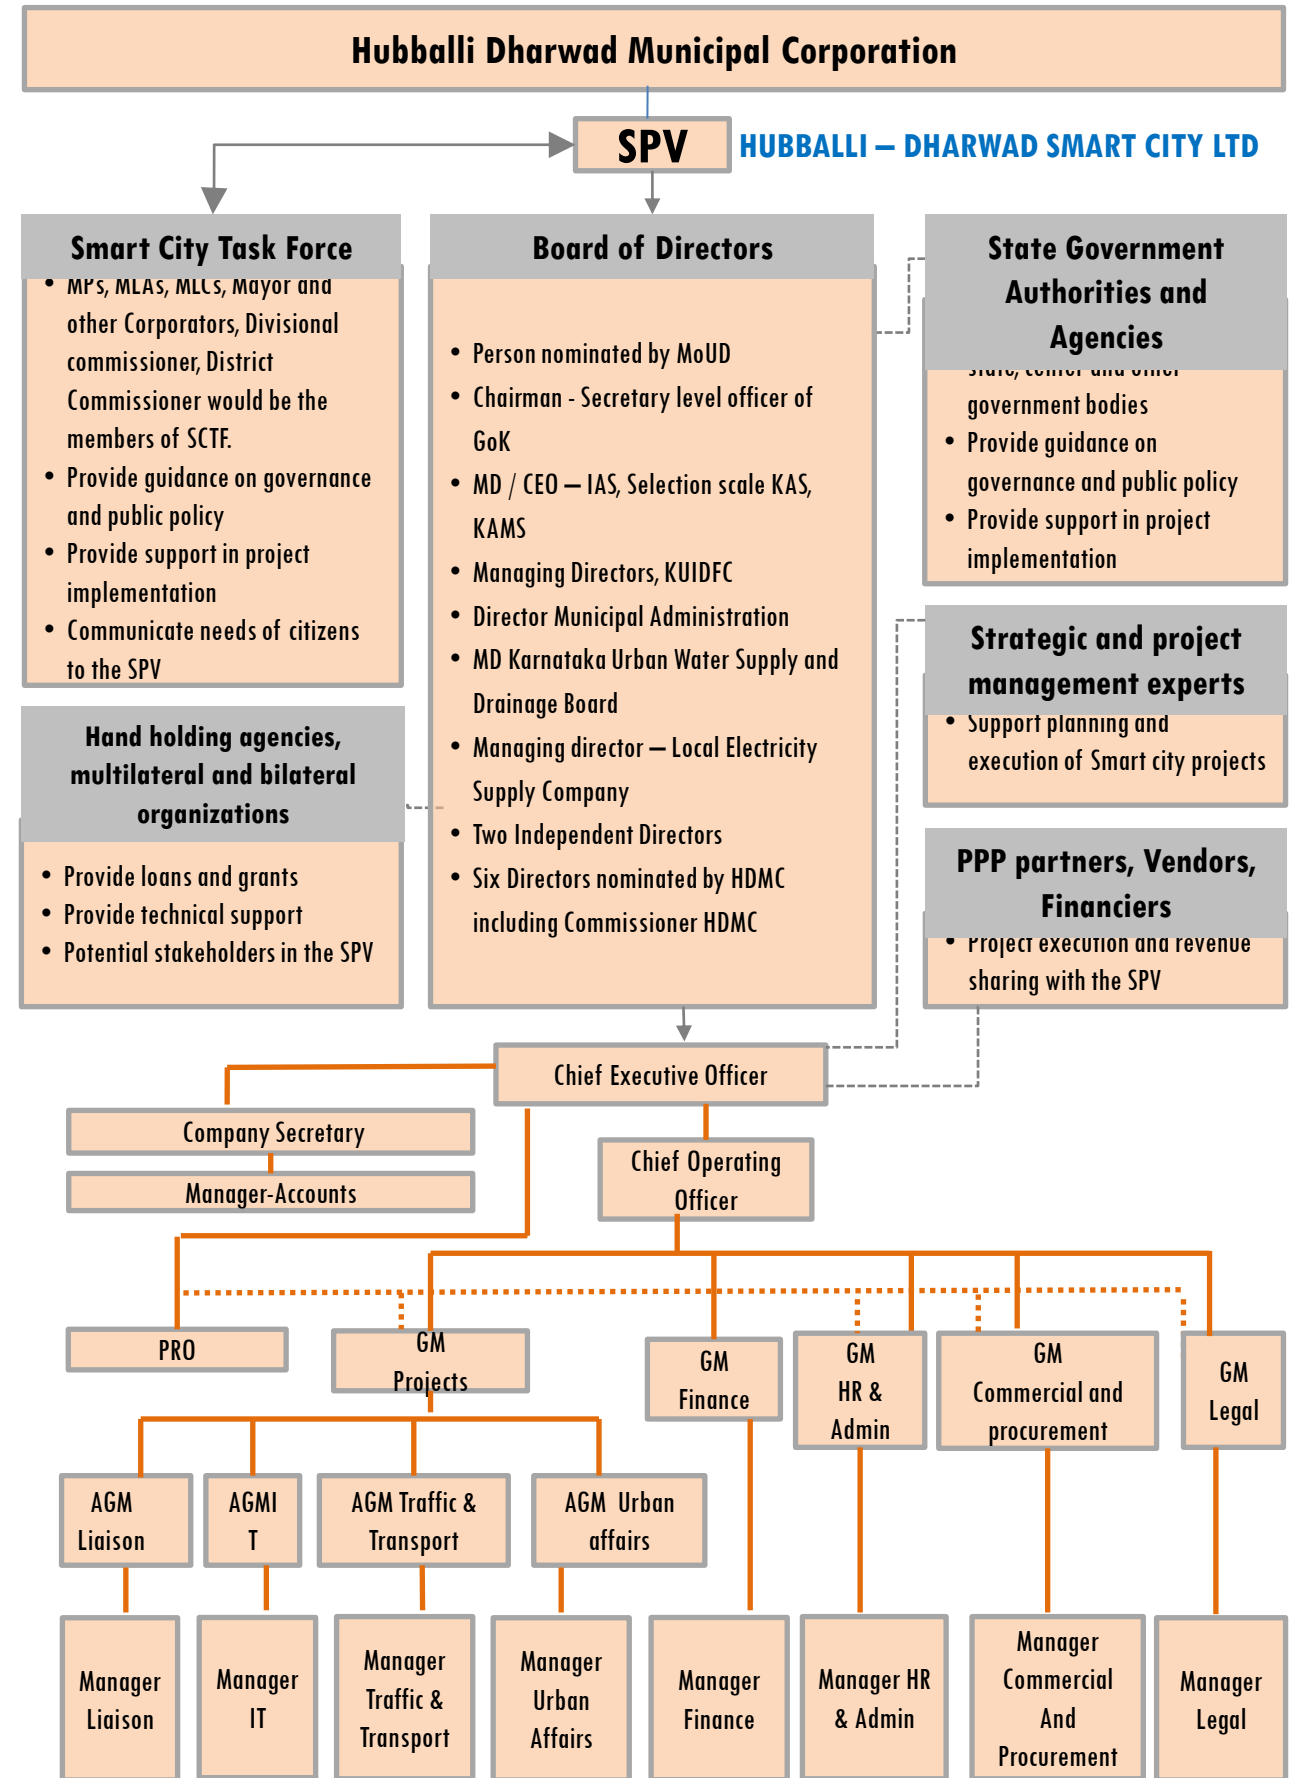 Hubballi Dharwad Municipal Corporation
SPV
HUBBALLI – DHARWAD SMART CITY LTD
Smart City Task Force
• MPs, MLAs, MLCs, Mayor and
other Corporators, Divisional
commissioner, District
Commissioner would be the
members of SCTF.
• Provide guidance on governance
and public policy
• Provide support in project
implementation
• Communicate needs of citizens
to the SPV
Hand holding agencies,
multilateral and bilateral
organizations
• Provide loans and grants
• Provide technical support
• Potential stakeholders in the SPV
Board of Directors
• Person nominated by MoUD
• Chairman - Secretary level officer of
GoK
• MD / CEO – IAS, Selection scale KAS,
KAMS
• Managing Directors, KUIDFC
• Director Municipal Administration
• MD Karnataka Urban Water Supply and
Drainage Board
• Managing director – Local Electricity
Supply Company
• Two Independent Directors
• Six Directors nominated by HDMC
including Commissioner HDMC
State Government
Authorities and
Agencies
state, center and other
government bodies
• Provide guidance on
governance and public policy
• Provide support in project
implementation
Strategic and project
management experts
• Support planning and
execution of Smart city projects
PPP partners, Vendors,
Financiers
• Project execution and revenue
sharing with the SPV
Chief Executive Officer
Company Secretary
Manager-Accounts
Chief Operating
Officer
PRO
GM
Projects
GM
Finance
GM
HR &
Admin
GM
Commercial and
procurement
GM
Legal
AGM
Liaison
AGMI
T
AGM Traffic &
Transport
AGM Urban
affairs
Manager
Liaison
Manager
IT
Manager
Traffic &
Transport
Manager
Urban
Affairs
Manager
Finance
Manager HR
& Admin
Manager
Commercial
And
Procurement
Manager
Legal